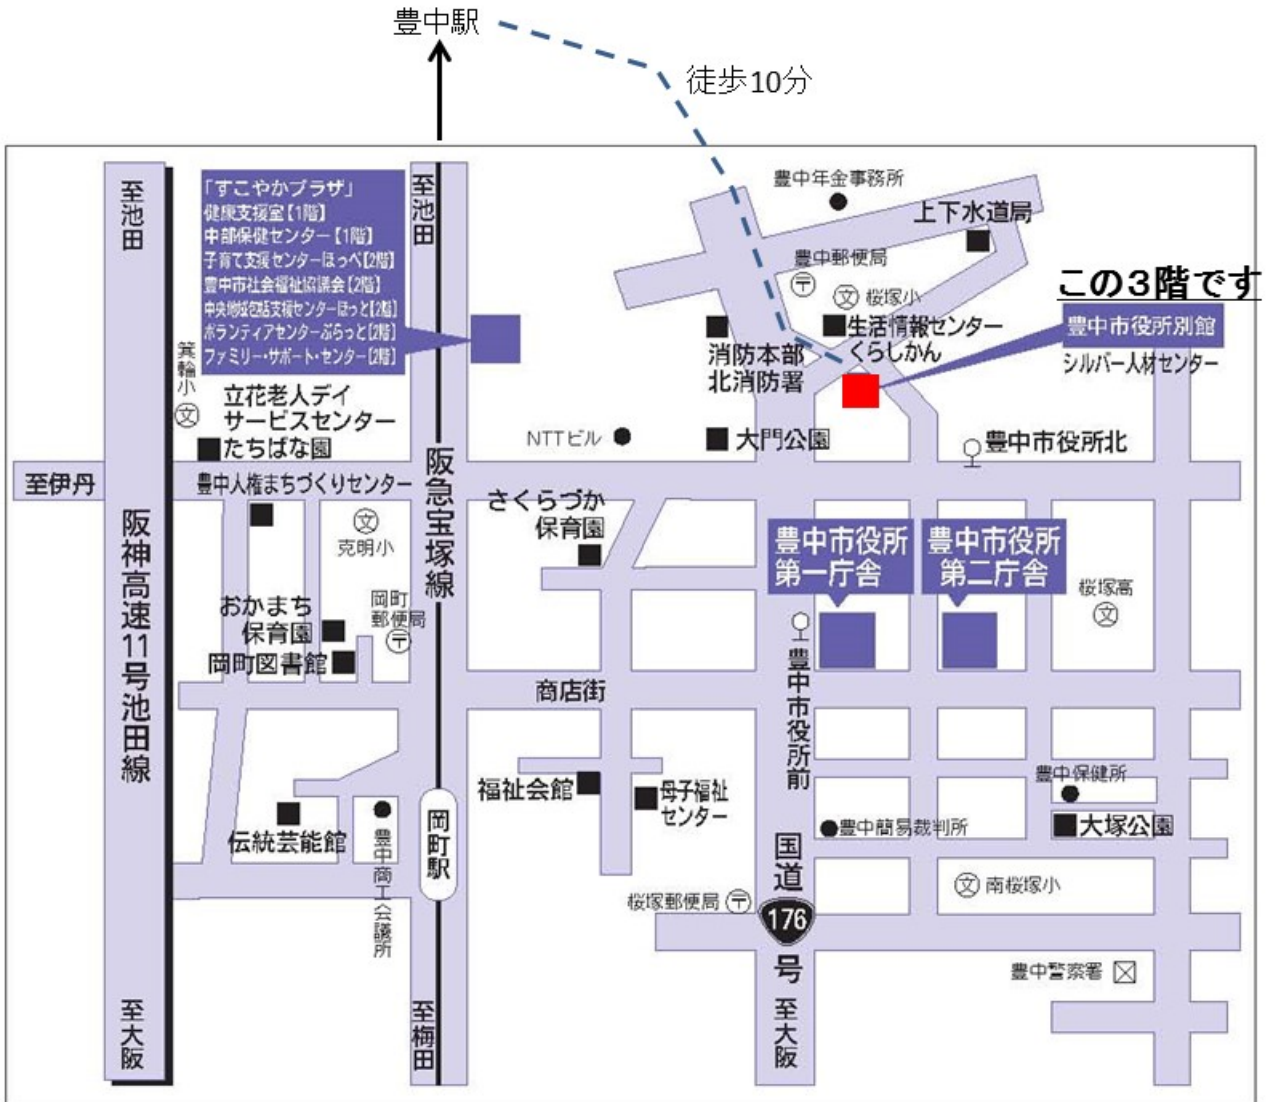 豊中駅
徒歩10分
至池田
「すこやかプラザ」
健康支援室【1階】
中部保健センター【1階】
子育て支援センターほっぺ【2階】
豊中市社会福祉協議会【2階】
中央地域包括支援センターほっと【2階】
ボランティアセンターぷらっと【2階】
ファミリー・サポート・センター【2階】
至池田
豊中年金事務所
上下水道局
豊中郵便局
〒
文 桜塚小
この3階です
豊中市役所別館
シルバー人材センター
生活情報センター
くらしかん
消防本部
北消防署
箕輪小
文
立花老人デイ
サービスセンター
たちばな園
NTTビル
大門公園
豊中市役所北
至伊丹
豊中人権まちづくりセンター
阪急宝塚線
さくらづか
保育園
文
克明小
阪神高速11号池田線
豊中市役所
第一庁舎
豊中市役所
第二庁舎
桜塚高
文
おかまち
保育園
岡町
郵便局
〒
岡町図書館
商店街
豊中市役所前
福祉会館
母子福祉
センター
豊中保健所
大塚公園
豊中簡易裁判所
伝統芸能館
豊中商工会議所
岡町駅
国道
176
号
桜塚郵便局 〒
文 南桜塚小
豊中警察署
至大阪
至梅田
至大阪